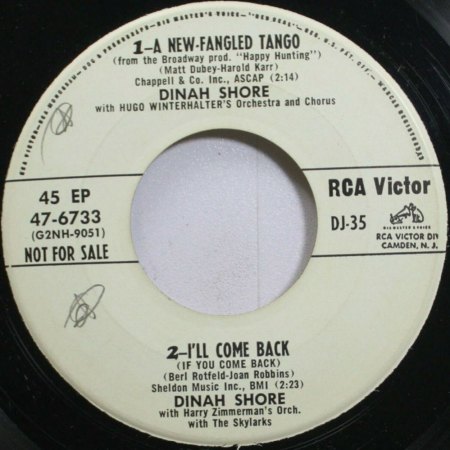 1-A NEW-FANGLED TANGO
(from the Broadway prod. "Happy Hunting")
(Matt Dubey-Harold Karr)
Chappell & Co. Inc., ASCAP (2:14)
DINAH SHORE
with HUGO WINTERHALTER'S Orchestra and Chorus
45 EP
47-6733
(G2NH-9051)
NOT FOR SALE
RCA Victor
DJ-35
HIS MASTER'S VOICE
RCA VICTOR DIV
CAMDEN, N. J.
2-I'LL COME BACK
(IF YOU COME BACK)
(Berl Rotfeld-Joan Robbins)
Sheldon Music Inc., BMI (2:23)
DINAH SHORE
with Harry Zimmerman's Orch.
with The Skylarks